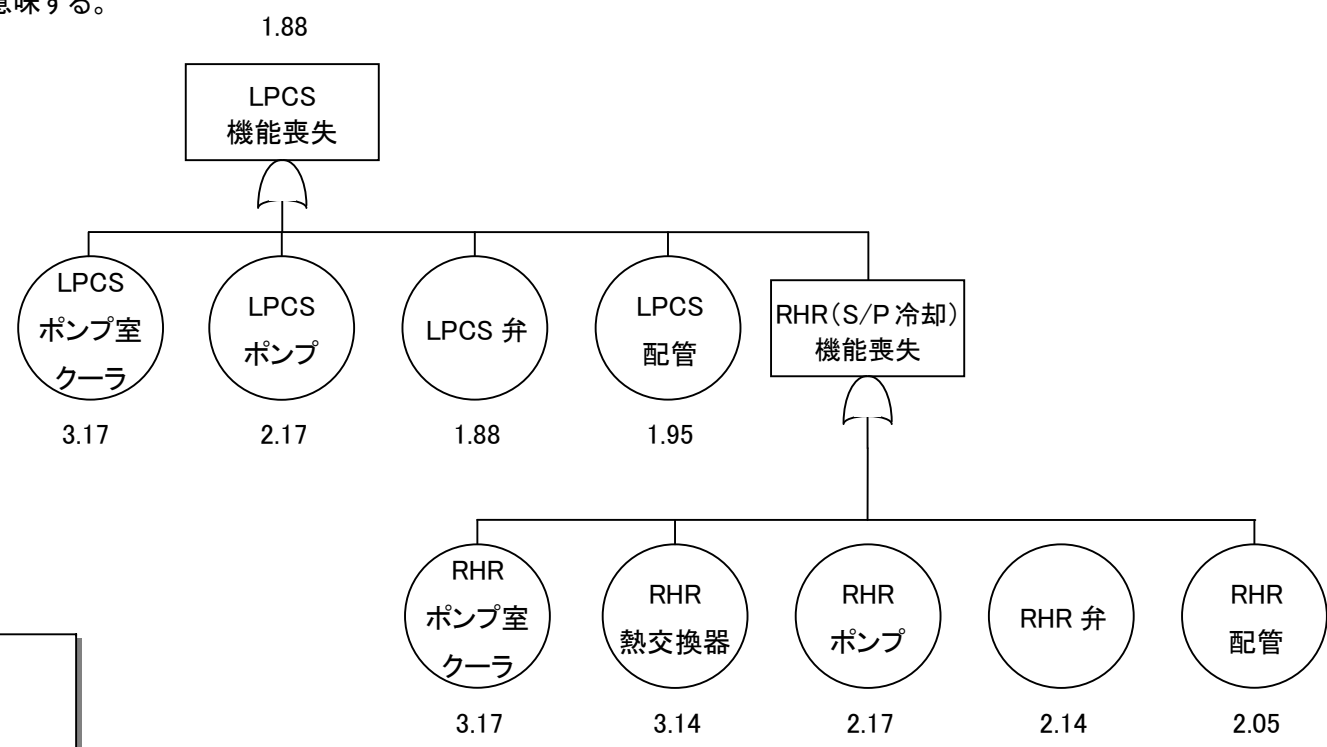 意味する。
1.88
LPCS
機能喪失
LPCS
ポンプ室
クーラ
LPCS
ポンプ
LPCS 弁
LPCS
配管
RHR（S/P 冷却）
機能喪失
3.17
2.17
1.88
1.95
RHR
ポンプ室
クーラ
RHR
熱交換器
RHR
ポンプ
RHR 弁
RHR
配管
3.17
3.14
2.17
2.14
2.05